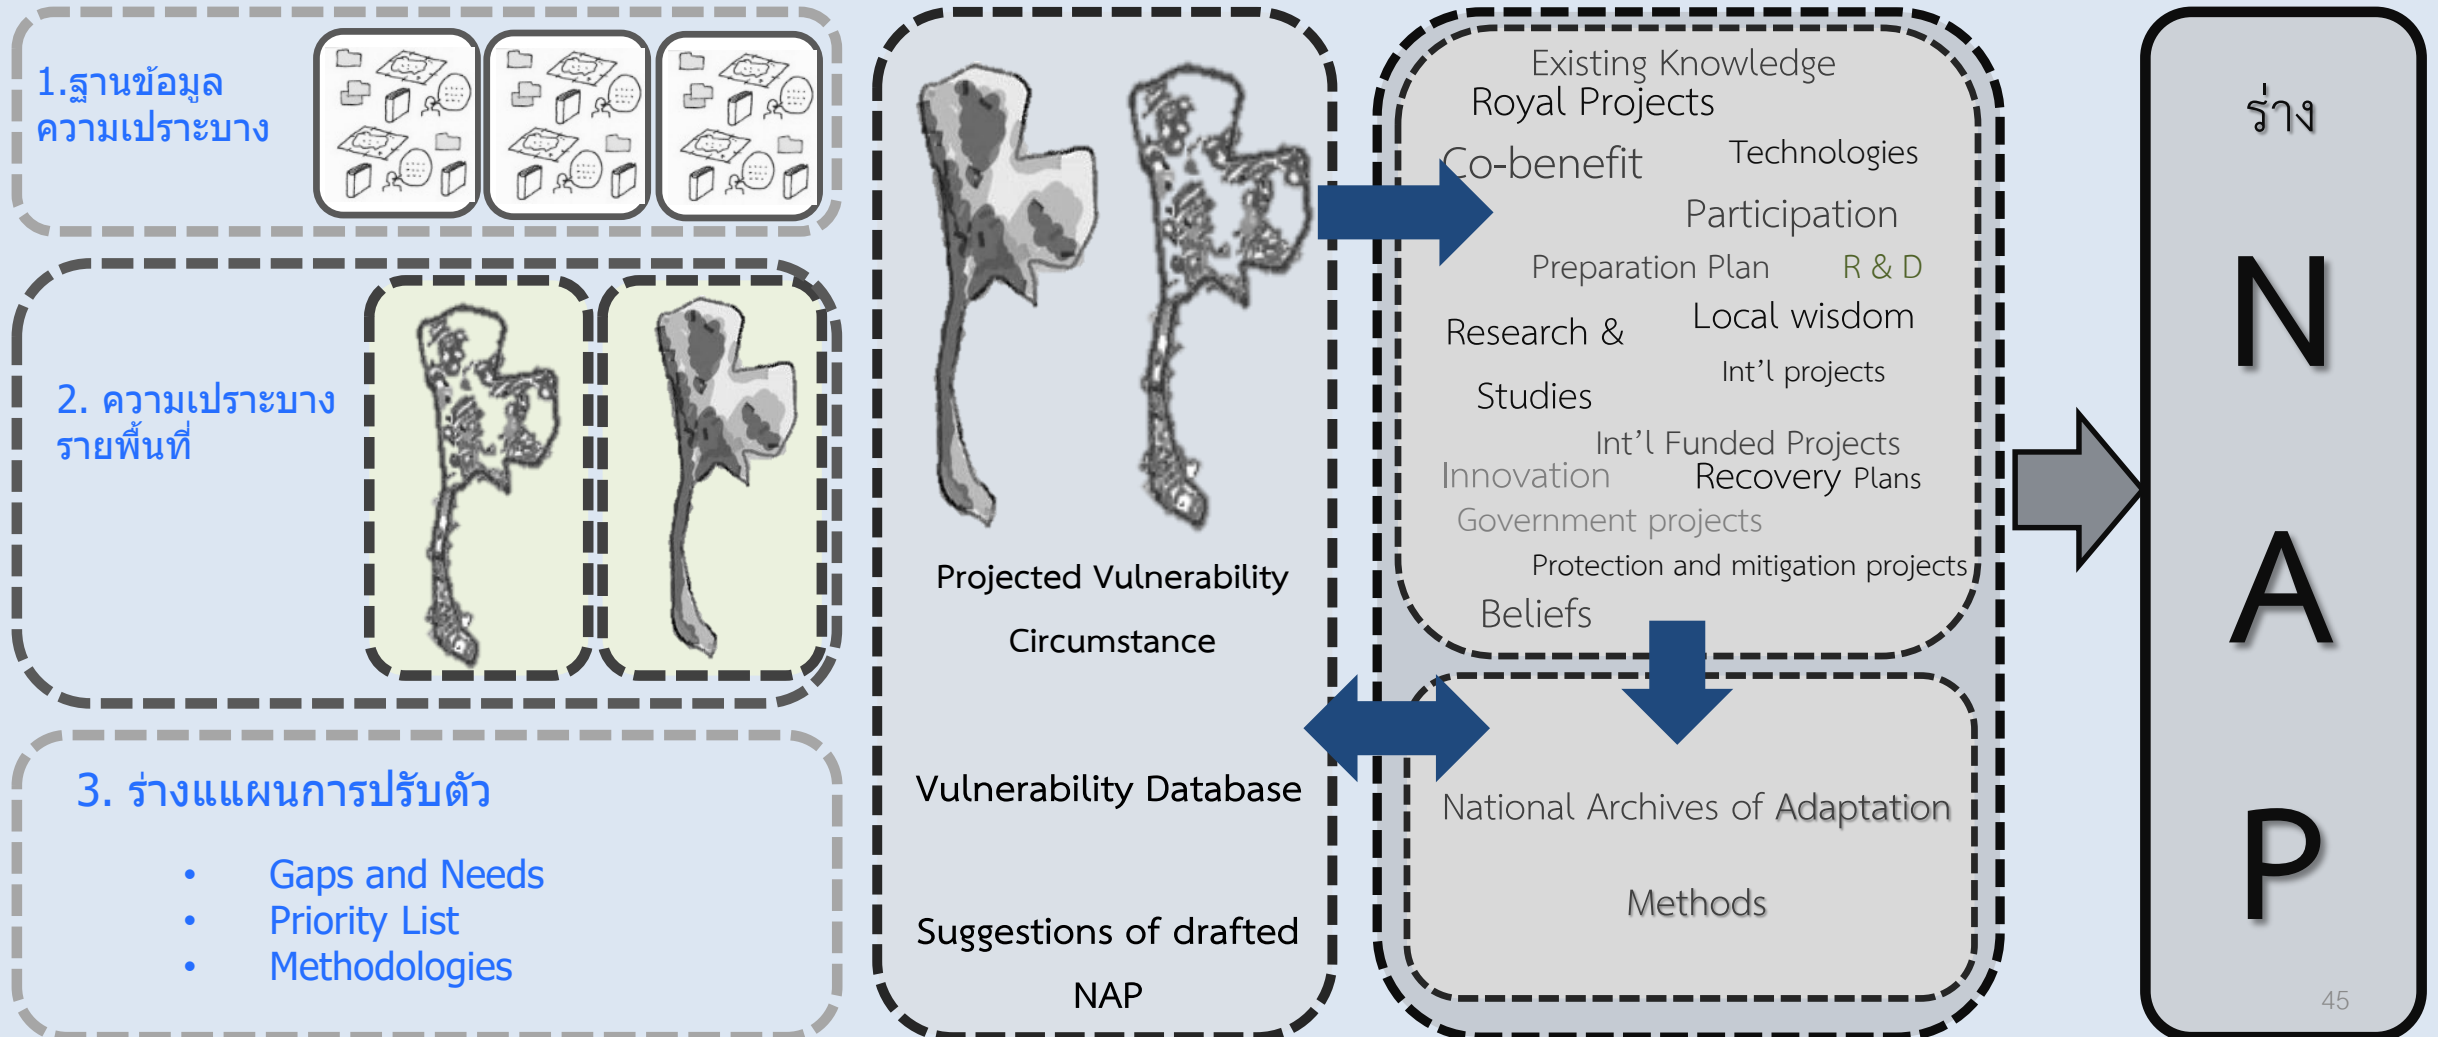 1.ฐานข้อมูล
ความเปราะบาง
2. ความเปราะบาง
รายพื้นที่
3. ร่างแแผนการปรับตัว
• Gaps and Needs
• Priority List
• Methodologies
Projected Vulnerability
Circumstance
Vulnerability Database
Suggestions of drafted
NAP
Existing Knowledge
Royal Projects
Co-benefit
Technologies
Participation
Preparation Plan
R & D
Research &
Local wisdom
Int’l projects
Studies
Int’l Funded Projects
Innovation
Recovery Plans
Government projects
Protection and mitigation projects
Beliefs
National Archives of Adaptation
Methods
ร่าง
N
A
P
45